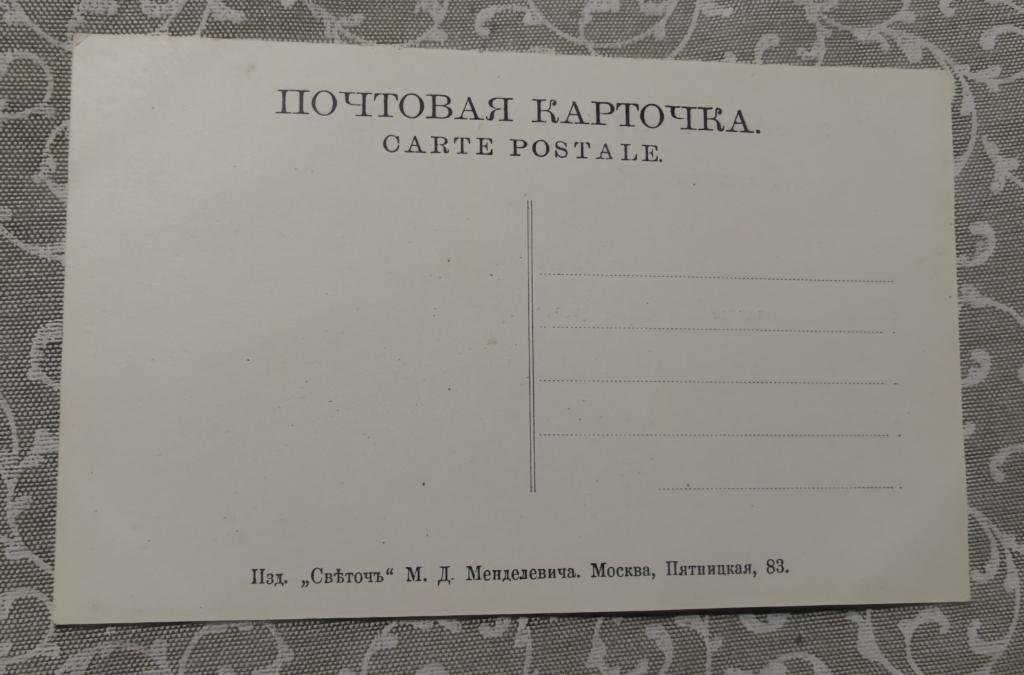 ПОЧТОВАЯ КАРТОЧКА.
CARTE POSTALE.
Изд. „Свѣточъ“ М. Д. Менделевича. Москва, Пятницкая, 83.